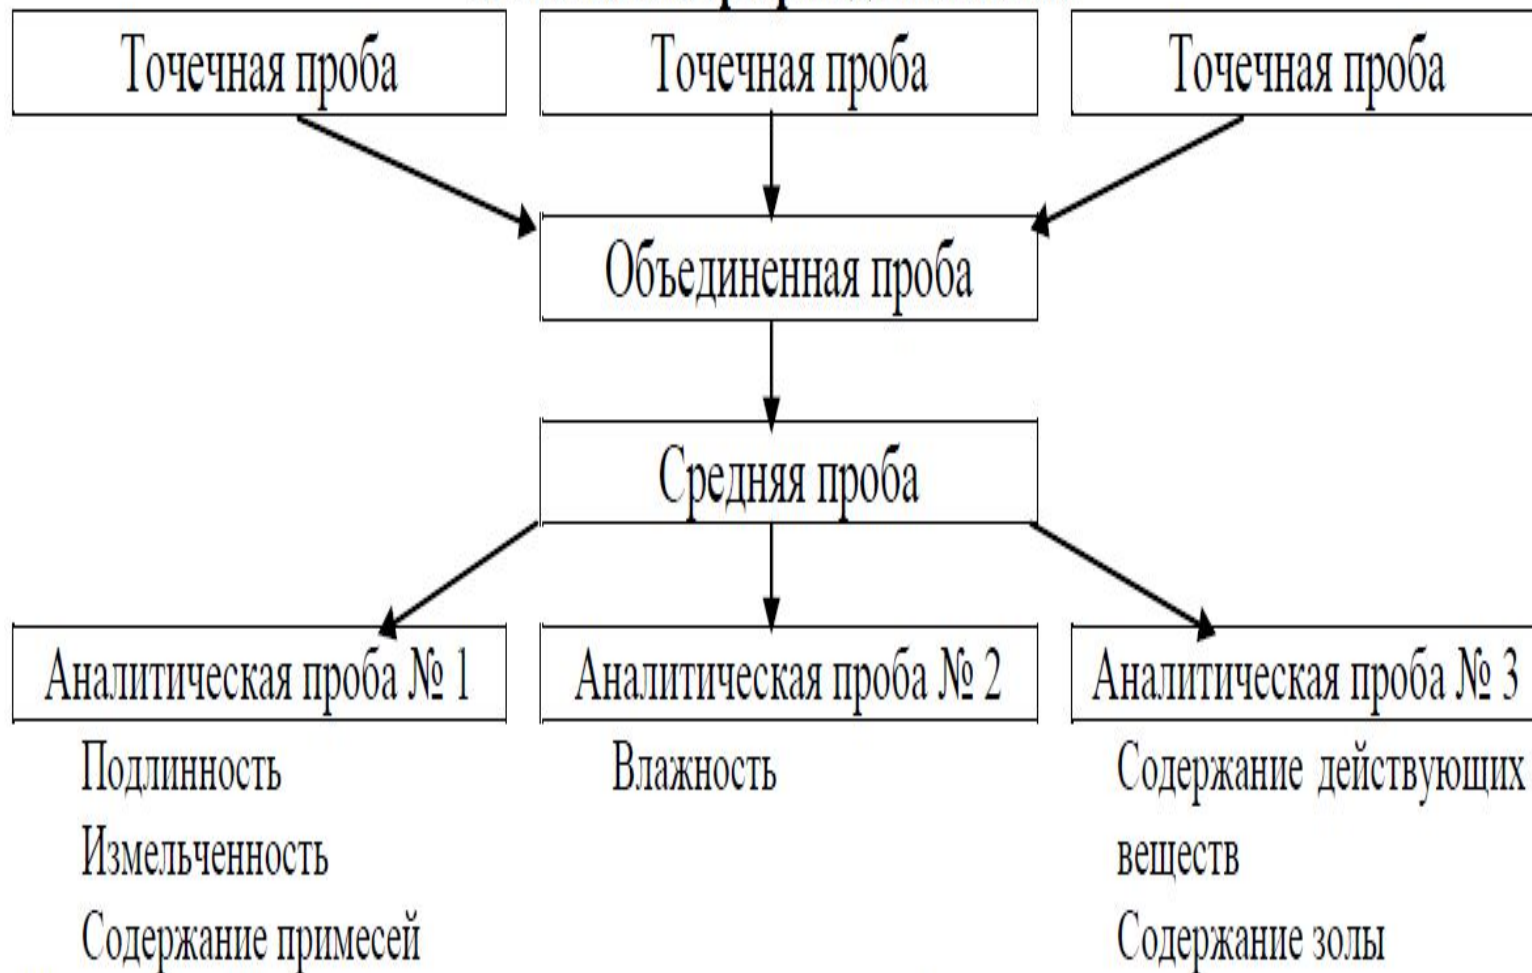 Точечная проба
Точечная проба
Точечная проба
Объединенная проба
Средняя проба
Аналитическая проба № 1
Аналитическая проба № 2
Аналитическая проба № 3
Подлинность
Измельченность
Содержание примесей
Влажность
Содержание действующих
веществ
Содержание золы